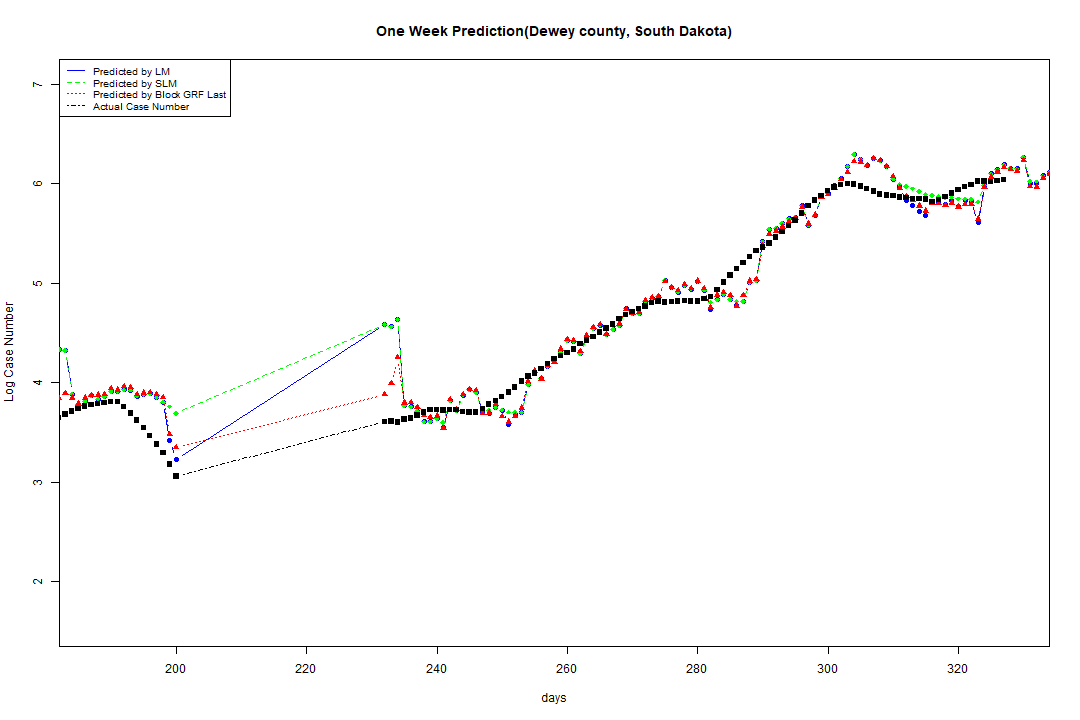 One Week Prediction(Dewey county, South Dakota)
Predicted by LM
Predicted by SLM
Predicted by Block GRF Last
Actual Case Number
7
6
5
4
3
2
Log Case Number
200 220 240 260 280 300 320
days